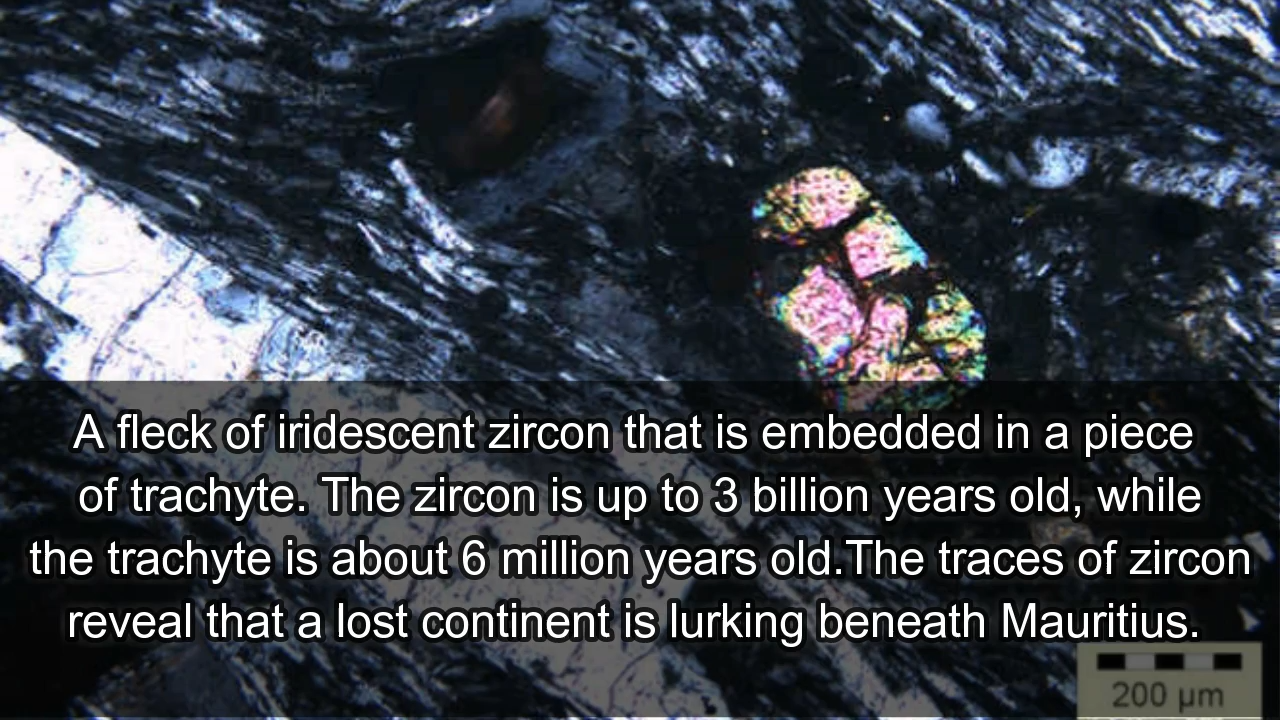 A fleck of iridescent zircon that is embedded in a piece
of trachyte. The zircon is up to 3 billion years old, while
the trachyte is about 6 million years old.The traces of zircon
reveal that a lost continent is lurking beneath Mauritius.
200 µm